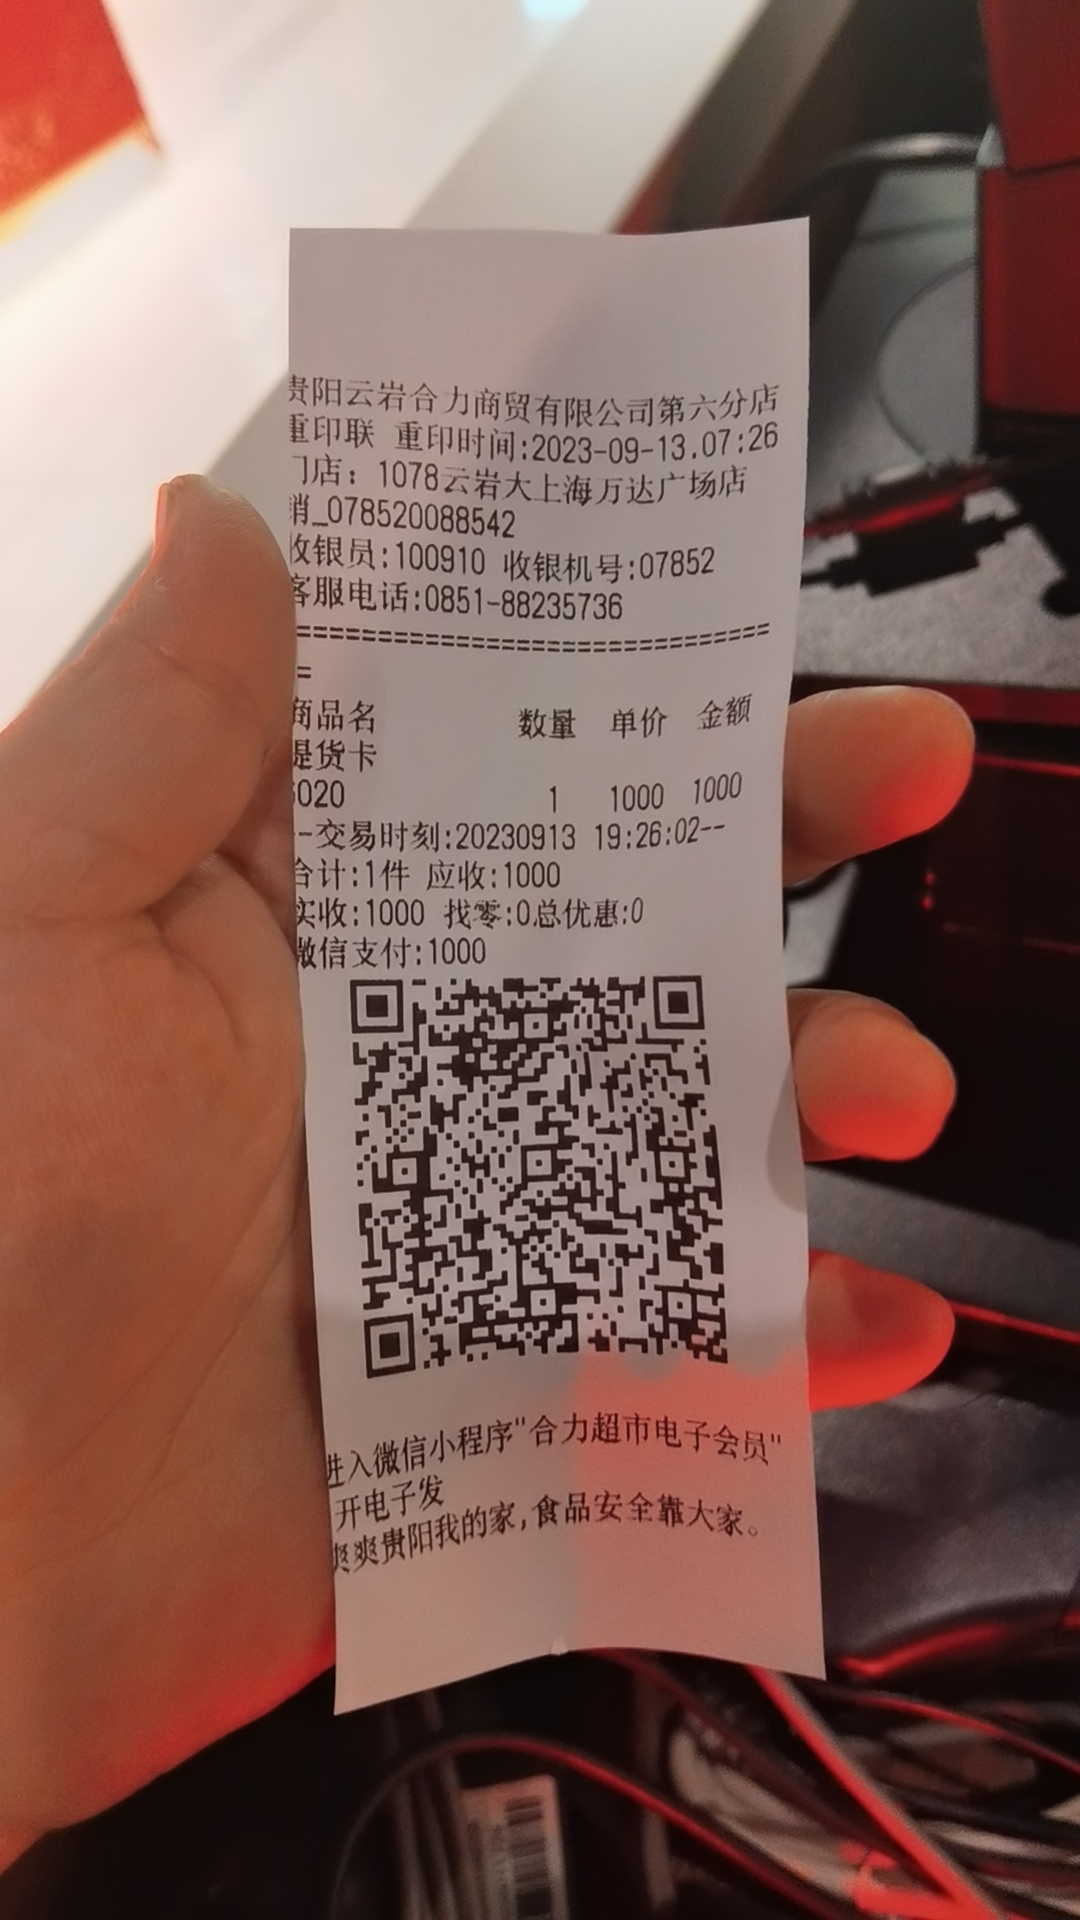 贵阳云岩合力商贸有限公司第六分店
重印联 重印时间:2023-09-13.07:26
门店：1078云岩大上海万达广场店
销_078520088542
收银员:100910 收银机号:07852
客服电话:0851-88235736
==============================
=
商品名 数量 单价 金额
提货卡
6020 1 1000 1000
--交易时刻:20230913 19:26:02--
合计:1件 应收:1000
实收:1000 找零:0总优惠:0
微信支付:1000
进入微信小程序"合力超市电子会员"
开电子发
爽爽贵阳我的家,食品安全靠大家。